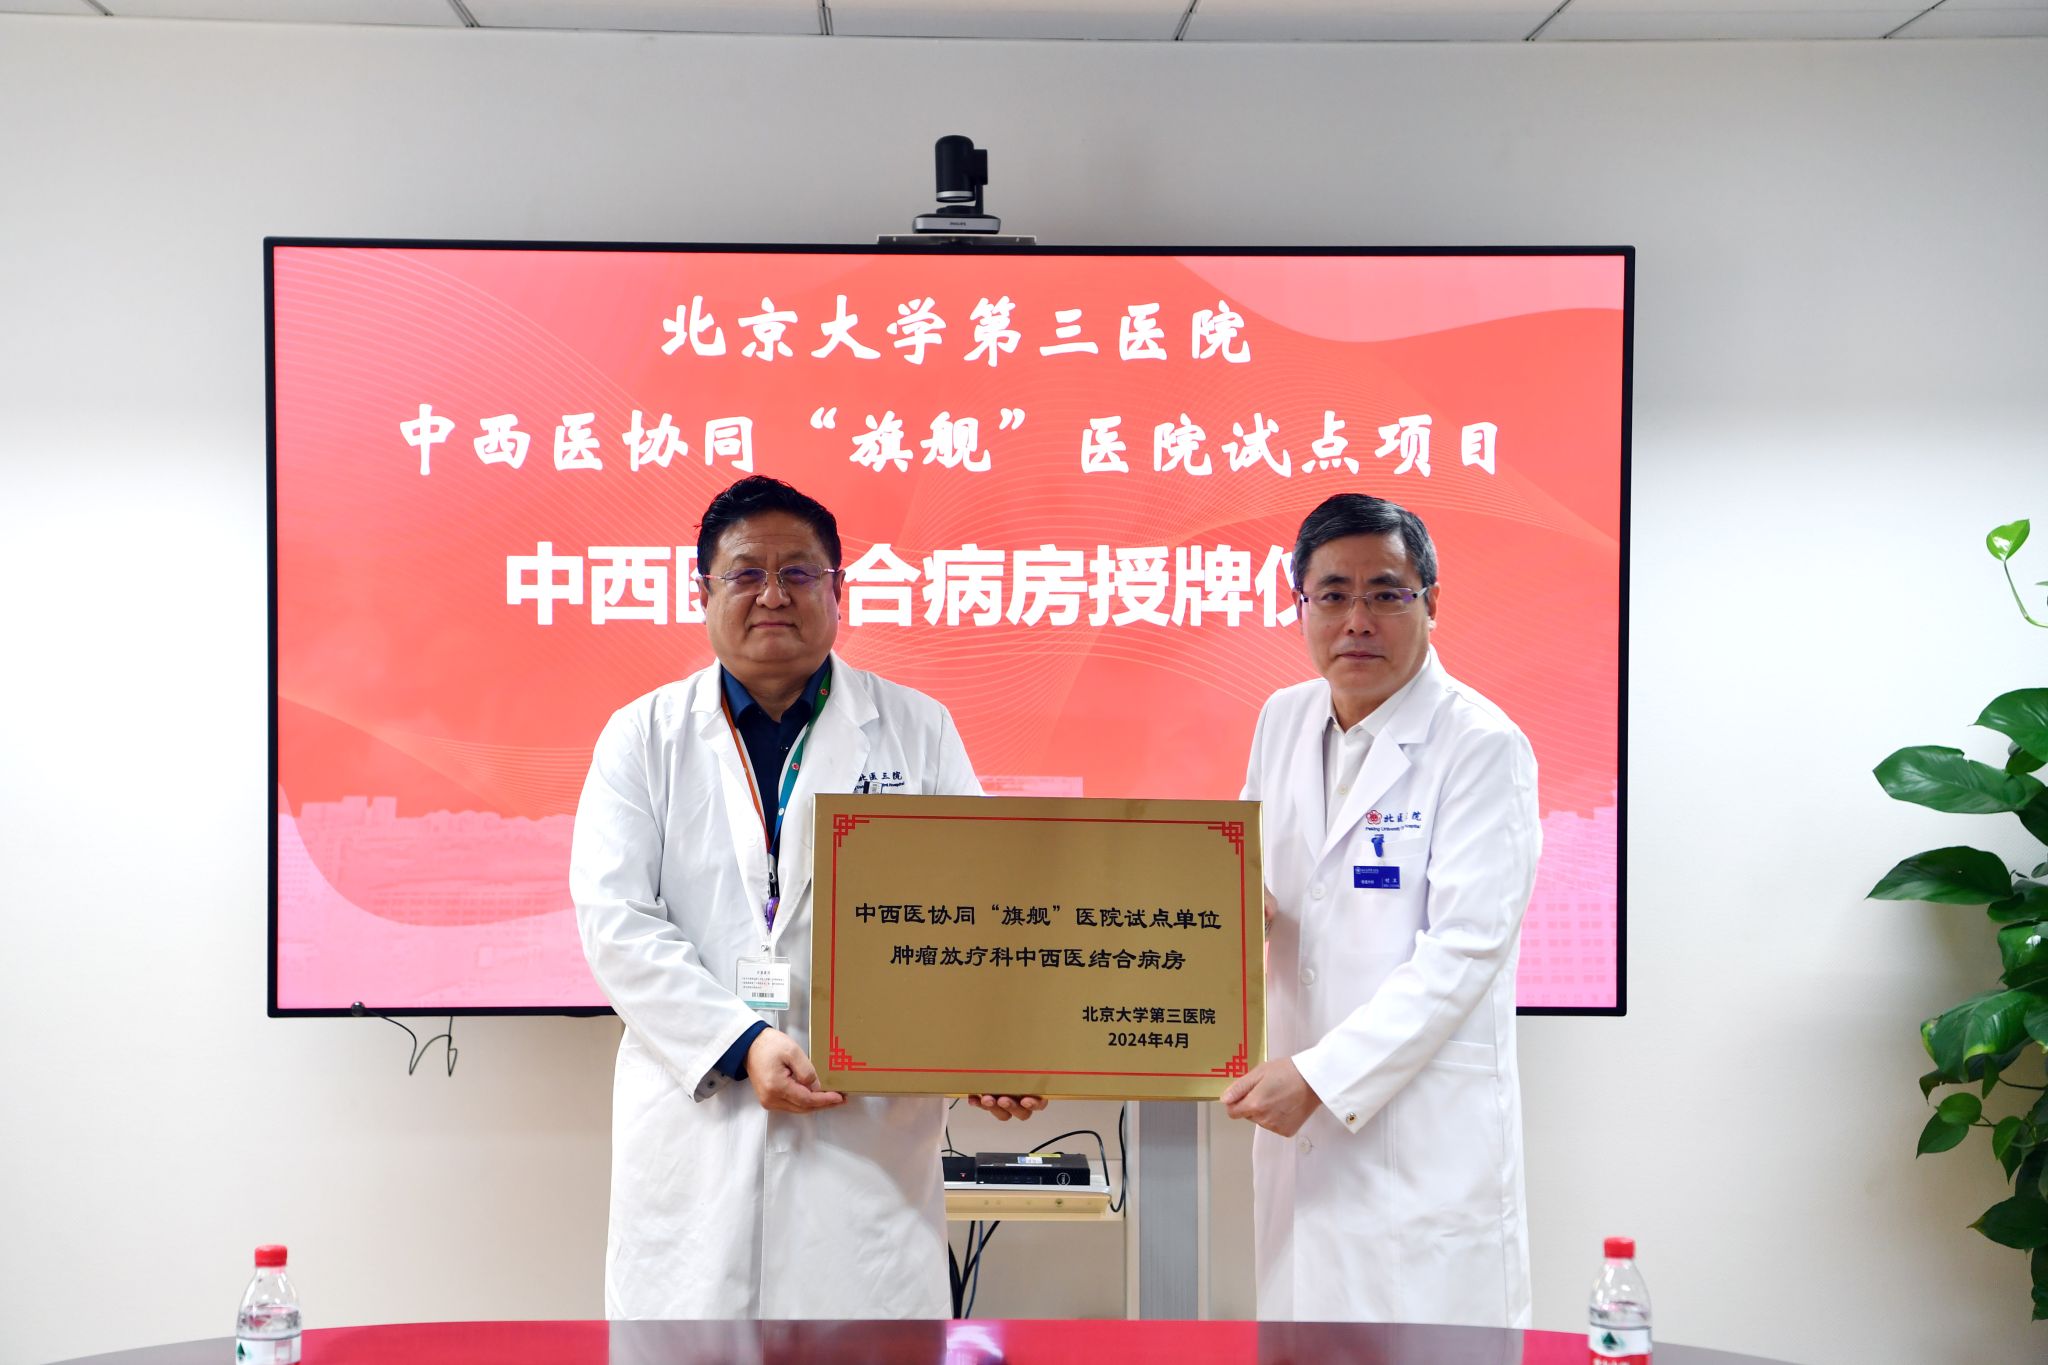 PHILIPS
北京大学第三医院
中西医协同“旗舰”医院试点项目
中西医 合病房授牌仪
北医三院
北医三院
Peking University Hospital
中西医协同“旗舰”医院试点单位
肿瘤放疗科中西医结合病房
北京大学第三医院
2024年4月